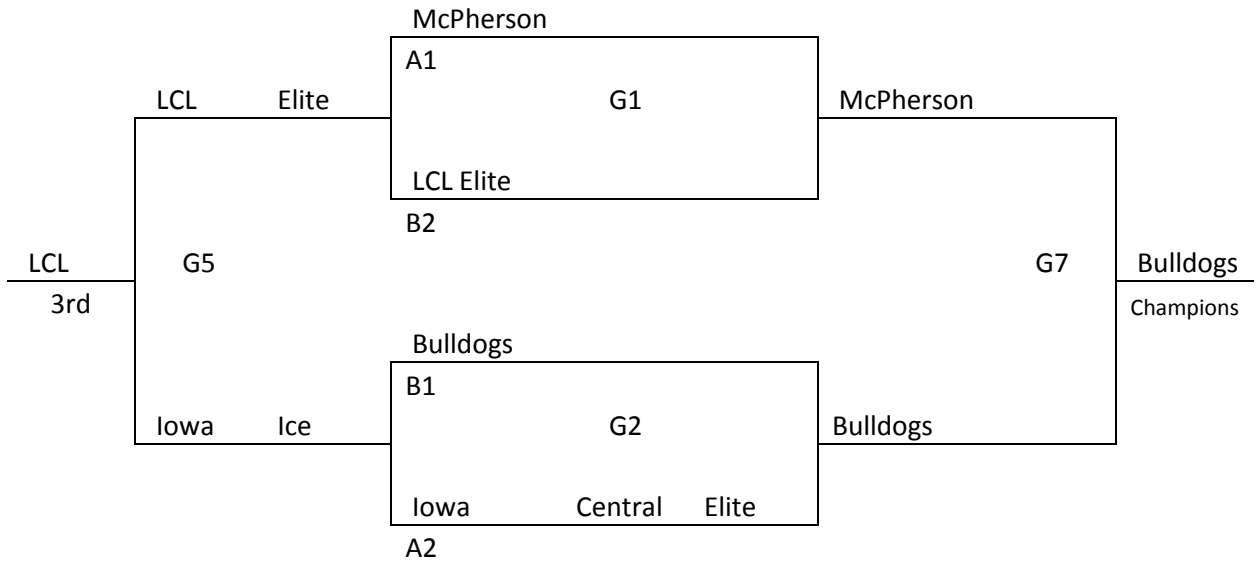 McPherson
A1
LCL Elite G1 McPherson
LCL Elite
B2
LCL G5 G7 Bulldogs
3rd Champions
Bulldogs
B1
Iowa Ice G2 Bulldogs
Iowa Central Elite
A2